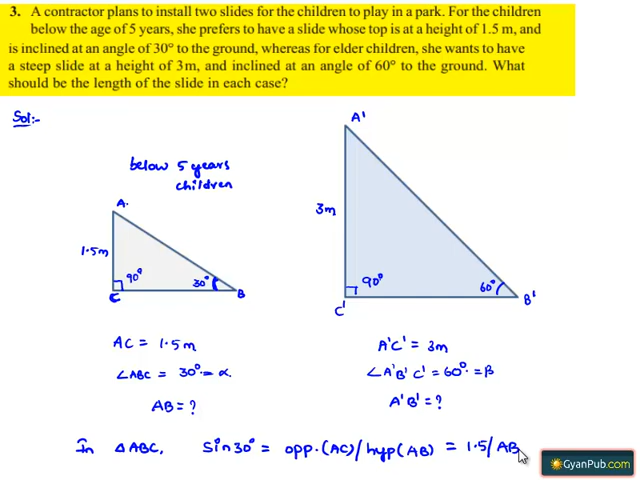 3. A contractor plans to install two slides for the children to play in a park. For the children
below the age of 5 years, she prefers to have a slide whose top is at a height of 1.5 m, and
is inclined at an angle of 30° to the ground, whereas for elder children, she wants to have
a steep slide at a height of 3m, and inclined at an angle of 60° to the ground. What
should be the length of the slide in each case?
Sol:-
below 5 years
children
A.
1.5m
90°
30°
C
B
A'
3m
90°
60°
C'
B'
AC = 1.5m
∠ABC = 30° = α.
AB = ?
A'C' = 3m
∠A'B'C' = 60° = β
A'B' = ?
In △ABC, Sin30° = opp.(AC)/hyp(AB) = 1.5/AB
GyanPub.com